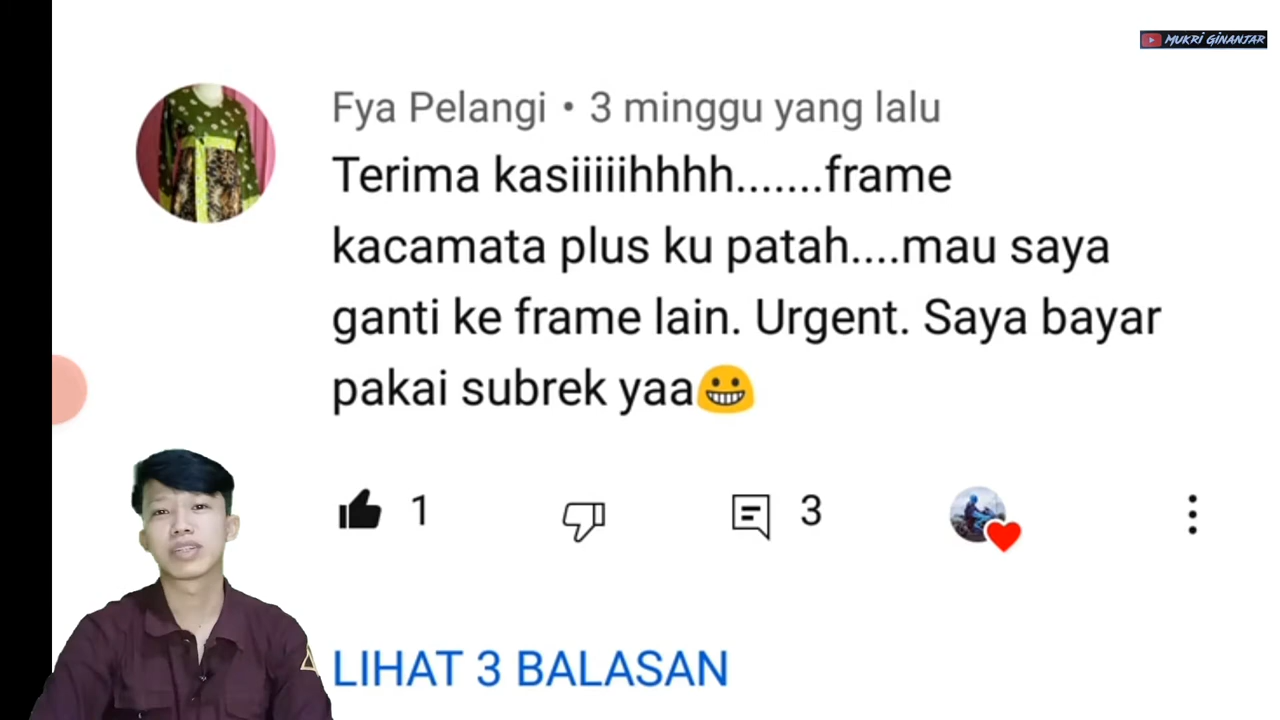 MUKRI GINANJAR
Fya Pelangi • 3 minggu yang lalu
Terima kasiiiiihhhh.......frame
kacamata plus ku patah....mau saya
ganti ke frame lain. Urgent. Saya bayar
pakai subrek yaa😀
1
3
LIHAT 3 BALASAN